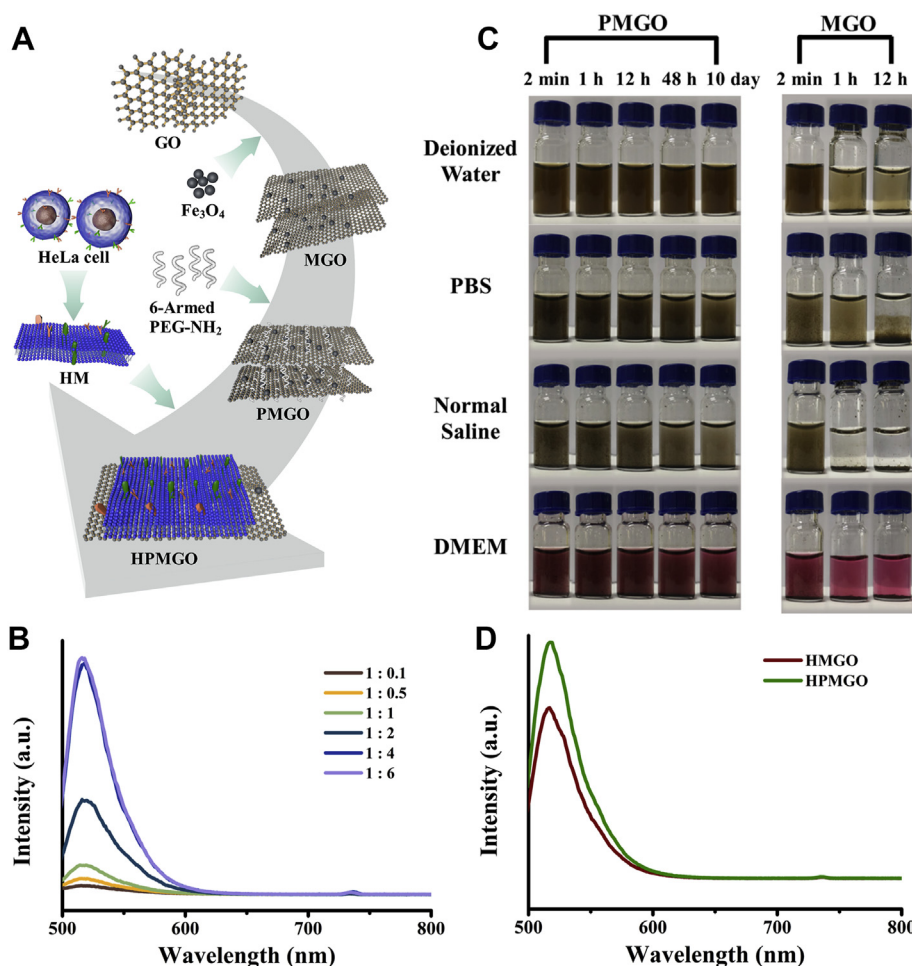 A
GO
Fe₃O₄
MGO
HeLa cell
6-Armed
PEG-NH₂
HM
PMGO
HPMGO
C
PMGO
MGO
2 min 1 h 12 h 48 h 10 day
2 min 1 h 12 h
Deionized
Water
PBS
Normal
Saline
DMEM
B
Intensity (a.u.)
1 : 0.1
1 : 0.5
1 : 1
1 : 2
1 : 4
1 : 6
500 600 700 800
Wavelength (nm)
D
Intensity (a.u.)
HMGO
HPMGO
500 600 700 800
Wavelength (nm)